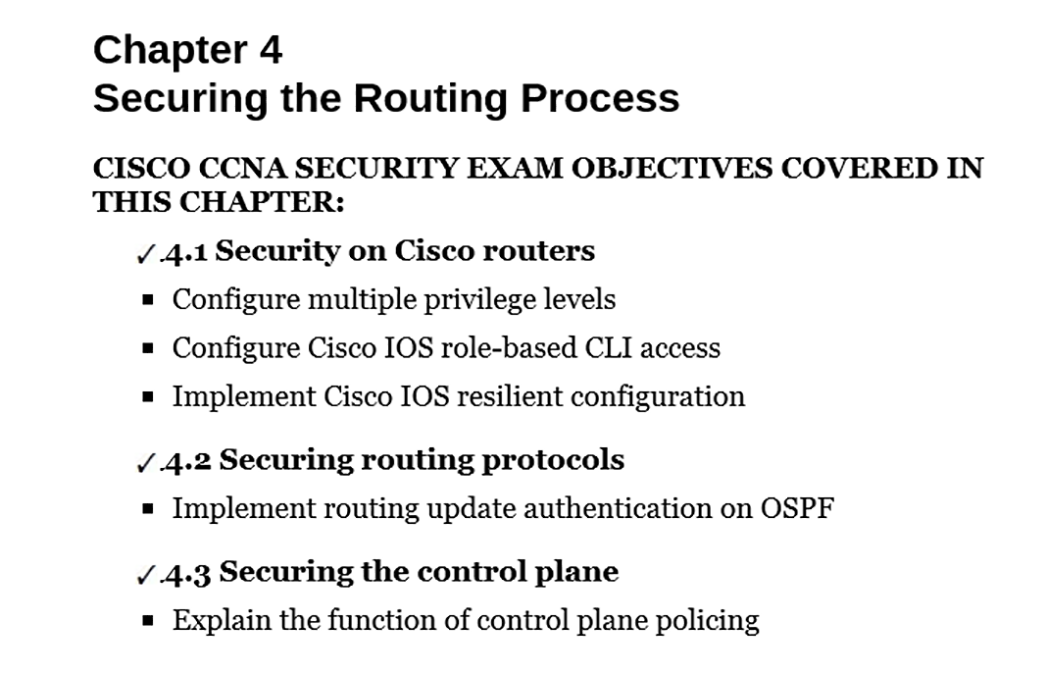 Chapter 4
Securing the Routing Process
CISCO CCNA SECURITY EXAM OBJECTIVES COVERED IN
THIS CHAPTER:
✓.4.1 Security on Cisco routers
▪ Configure multiple privilege levels
▪ Configure Cisco IOS role-based CLI access
▪ Implement Cisco IOS resilient configuration
✓.4.2 Securing routing protocols
▪ Implement routing update authentication on OSPF
✓.4.3 Securing the control plane
▪ Explain the function of control plane policing